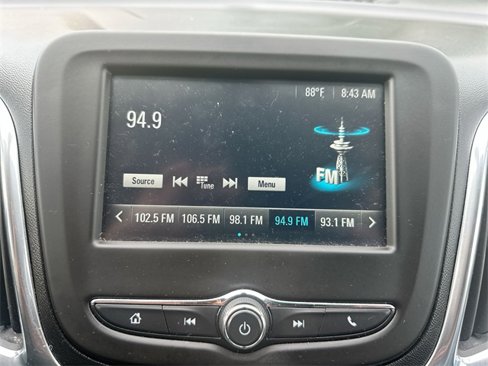 88°F 8:43 AM
94.9
FM
Source Tune Menu
102.5 FM 106.5 FM 98.1 FM 94.9 FM 93.1 FM